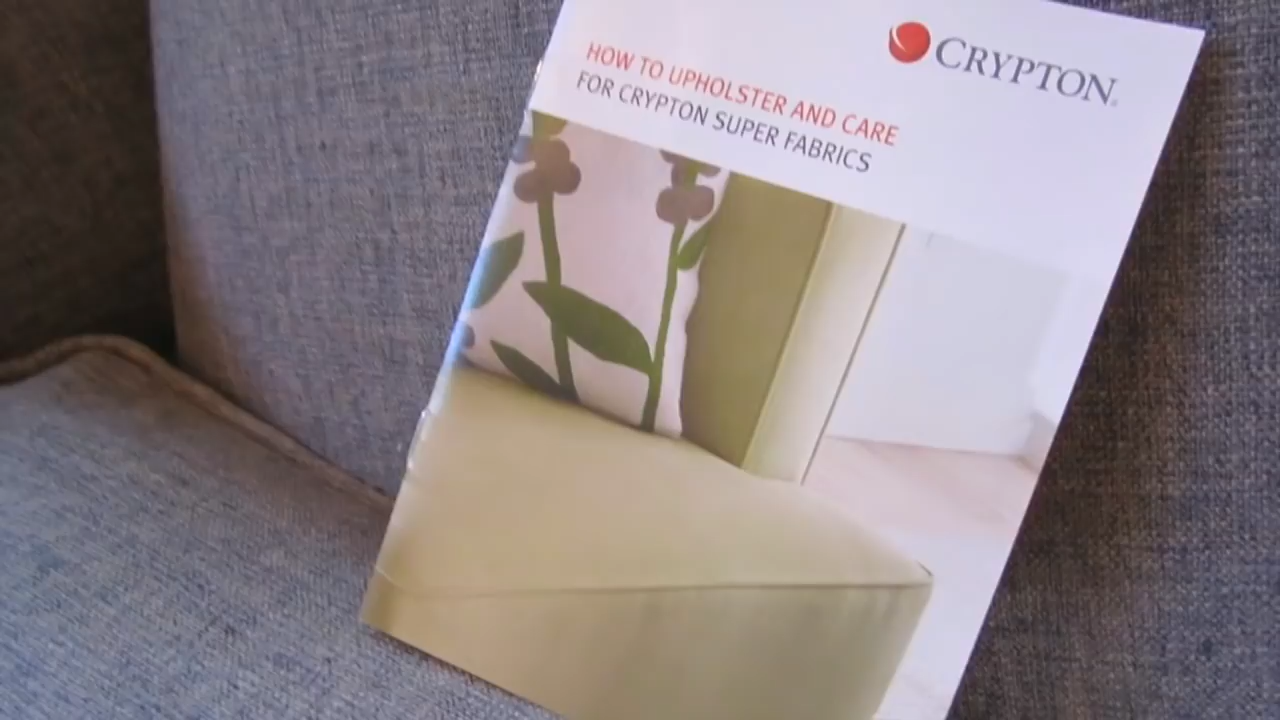 CRYPTON
HOW TO UPHOLSTER AND CARE
FOR CRYPTON SUPER FABRICS